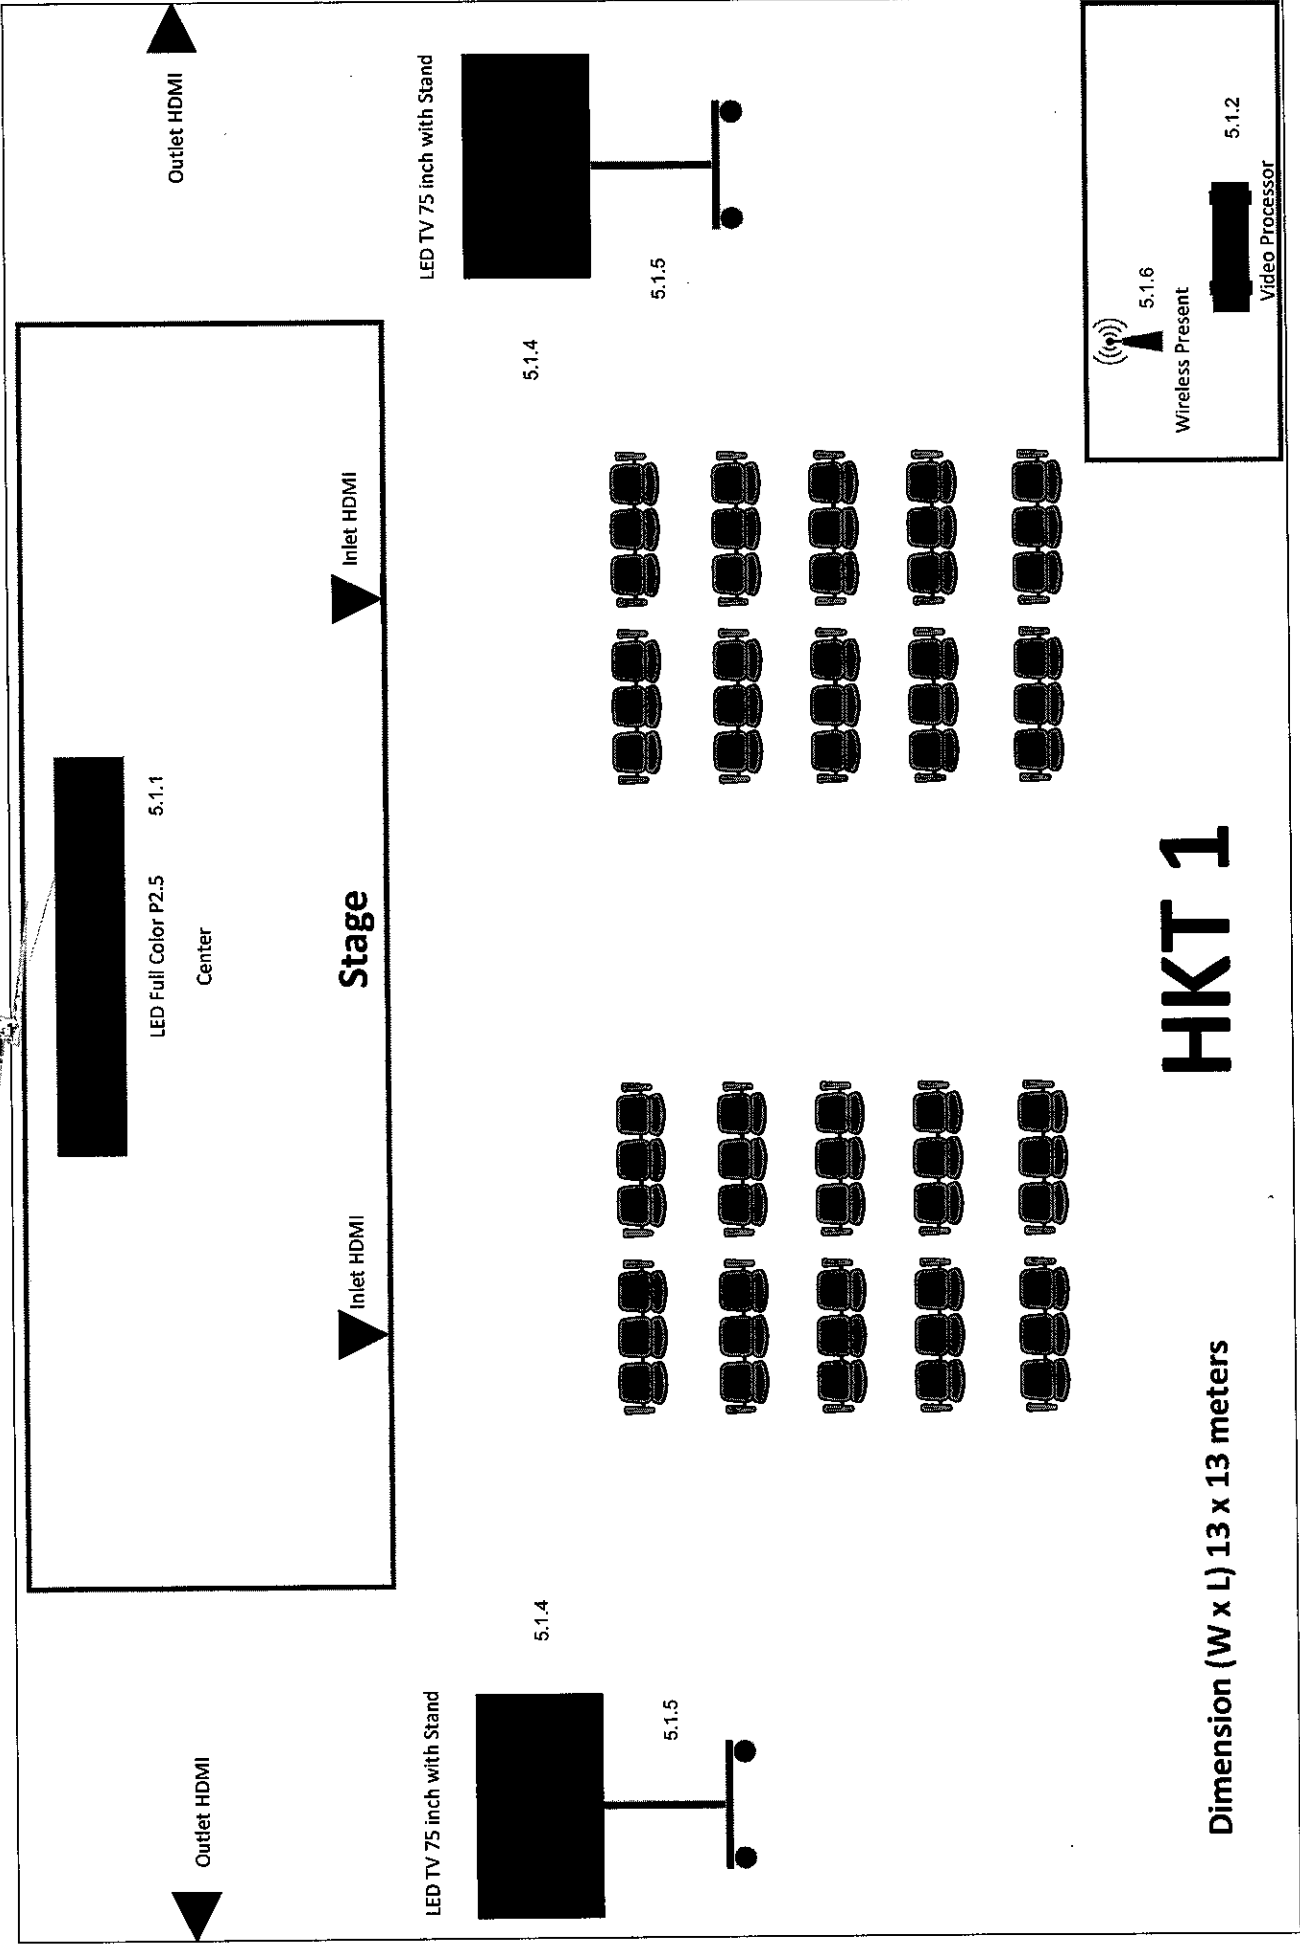 Outlet HDMI
Outlet HDMI
LED Full Color P2.5 5.1.1
Center
Inlet HDMI
Inlet HDMI
Stage
LED TV 75 inch with Stand
LED TV 75 inch with Stand
5.1.4
5.1.4
5.1.5
5.1.5
5.1.6
Wireless Present
5.1.2
Video Processor
Dimension (W x L) 13 x 13 meters
HKT 1